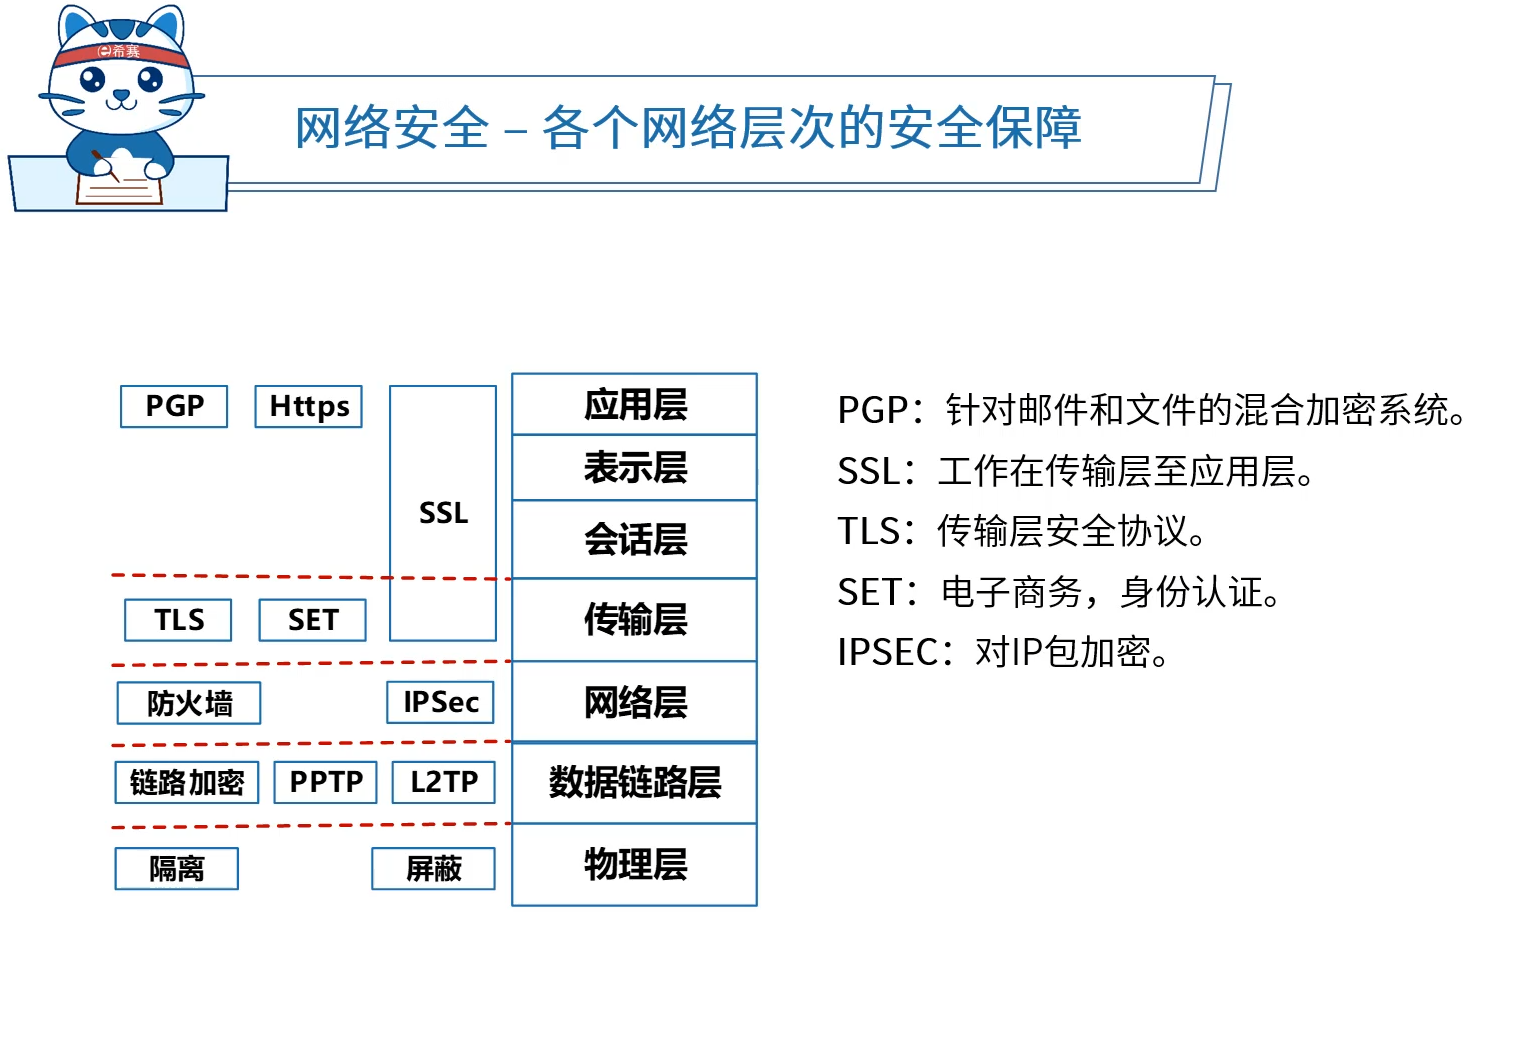 希赛
网络安全 – 各个网络层次的安全保障
PGP Https 应用层
表示层
SSL
会话层
TLS SET 传输层
防火墙 IPSec 网络层
链路加密 PPTP L2TP 数据链路层
隔离 屏蔽 物理层
PGP：针对邮件和文件的混合加密系统。
SSL：工作在传输层至应用层。
TLS：传输层安全协议。
SET：电子商务，身份认证。
IPSEC：对IP包加密。